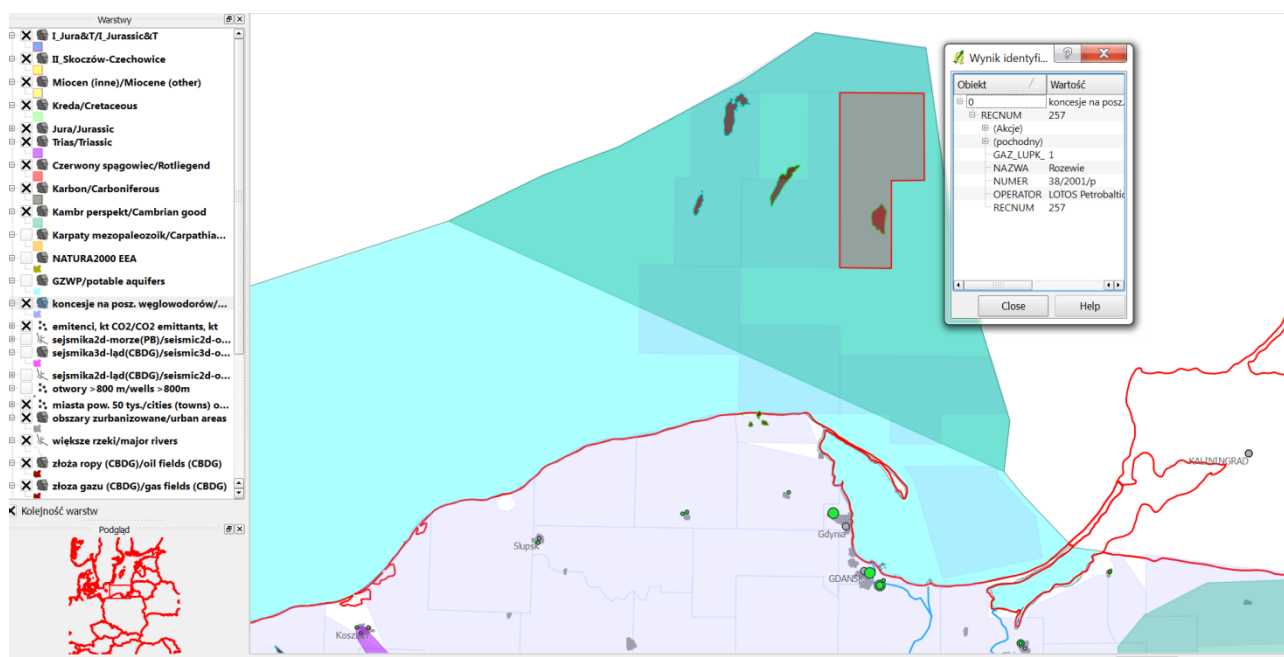 Warstwy
I_Jura&T/I_Jurassic&T
II_Skoczów-Czechowice
Miocen (inne)/Miocene (other)
Kreda/Cretaceous
Jura/Jurassic
Trias/Triassic
Czerwony spągowiec/Rotliegend
Karbon/Carboniferous
Kambr perspekt/Cambrian good
Karpaty mezopaleozoik/Carpathia...
NATURA2000 EEA
GZWP/potable aquifers
koncesje na posz. węglowodorów/...
emitenci, kt CO2/CO2 emittants, kt
sejsmika2d-morze(PB)/seismic2d-o...
sejsmika3d-ląd(CBDG)/seismic3d-o...
sejsmika2d-ląd(CBDG)/seismic2d-o...
otwory >800 m/wells >800m
miasta pow. 50 tys./cities (towns) o...
obszary zurbanizowane/urban areas
większe rzeki/major rivers
złoża ropy (CBDG)/oil fields (CBDG)
złoza gazu (CBDG)/gas fields (CBDG)
Kolejność warstw
Podgląd
Wynik identyfi...
Obiekt Wartość
0 koncesje na posz.
RECNUM 257
(Akcje)
(pochodny)
GAZ_LUPK_ 1
NAZWA Rozewie
NUMER 38/2001/p
OPERATOR LOTOS Petrobaltic
RECNUM 257
Close Help
KALININGRAD
Gdynia
Słupsk
GDAŃSK